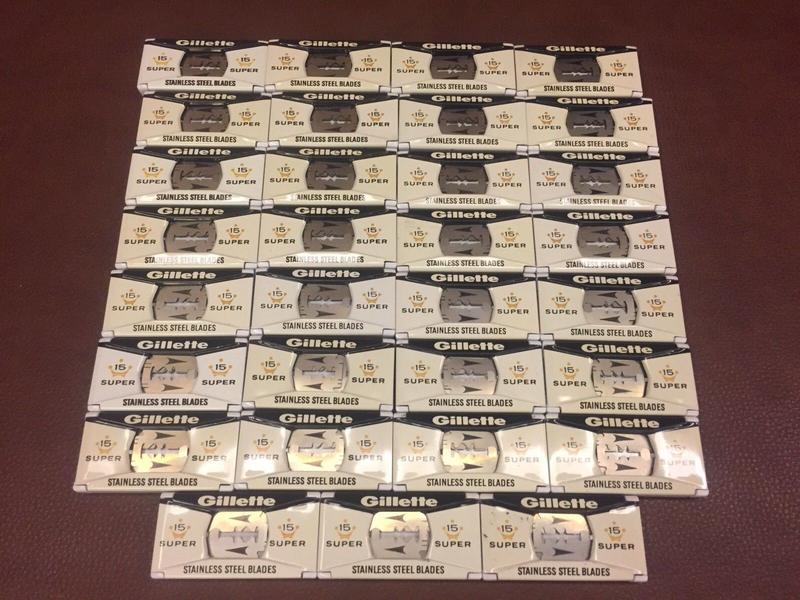 Gillette Gillette Gillette Gillette
15 15 15 15 15 15 15 15
SUPER SUPER SUPER SUPER SUPER SUPER SUPER SUPER
STAINLESS STEEL BLADES STAINLESS STEEL BLADES STAINLESS STEEL BLADES STAINLESS STEEL BLADES
Gillette Gillette Gillette Gillette
15 15 15 15 15 15 15 15
SUPER SUPER SUPER SUPER SUPER SUPER SUPER SUPER
STAINLESS STEEL BLADES STAINLESS STEEL BLADES STAINLESS STEEL BLADES STAINLESS STEEL BLADES
Gillette Gillette Gillette Gillette
15 15 15 15 15 15 15 15
SUPER SUPER SUPER SUPER SUPER SUPER SUPER SUPER
STAINLESS STEEL BLADES STAINLESS STEEL BLADES STAINLESS STEEL BLADES STAINLESS STEEL BLADES
Gillette Gillette Gillette Gillette
15 15 15 15 15 15 15 15
SUPER SUPER SUPER SUPER SUPER SUPER SUPER SUPER
STAINLESS STEEL BLADES STAINLESS STEEL BLADES STAINLESS STEEL BLADES STAINLESS STEEL BLADES
Gillette Gillette Gillette Gillette
15 15 15 15 15 15 15 15
SUPER SUPER SUPER SUPER SUPER SUPER SUPER SUPER
STAINLESS STEEL BLADES STAINLESS STEEL BLADES STAINLESS STEEL BLADES STAINLESS STEEL BLADES
Gillette Gillette Gillette Gillette
15 15 15 15 15 15 15 15
SUPER SUPER SUPER SUPER SUPER SUPER SUPER SUPER
STAINLESS STEEL BLADES STAINLESS STEEL BLADES STAINLESS STEEL BLADES STAINLESS STEEL BLADES
Gillette Gillette Gillette Gillette
15 15 15 15 15 15 15 15
SUPER SUPER SUPER SUPER SUPER SUPER SUPER SUPER
STAINLESS STEEL BLADES STAINLESS STEEL BLADES STAINLESS STEEL BLADES STAINLESS STEEL BLADES
Gillette Gillette Gillette
15 15 15 15 15 15
SUPER SUPER SUPER SUPER SUPER SUPER
STAINLESS STEEL BLADES STAINLESS STEEL BLADES STAINLESS STEEL BLADES